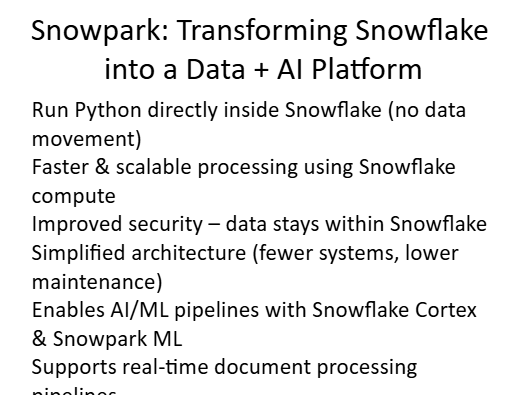 Snowpark: Transforming Snowflake
into a Data + AI Platform
Run Python directly inside Snowflake (no data
movement)
Faster & scalable processing using Snowflake
compute
Improved security – data stays within Snowflake
Simplified architecture (fewer systems, lower
maintenance)
Enables AI/ML pipelines with Snowflake Cortex
& Snowpark ML
Supports real-time document processing
pipelines